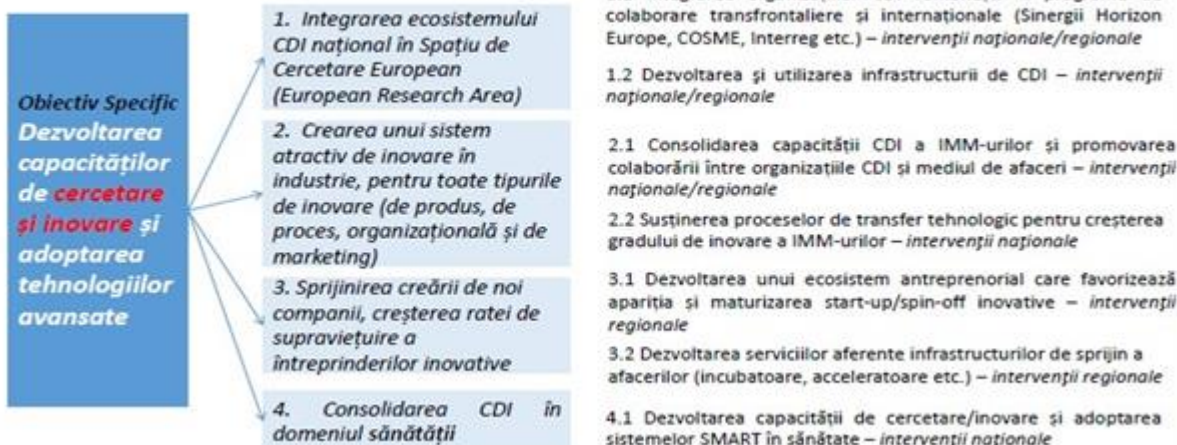 Obiectiv Specific
Dezvoltarea
capacităților
de cercetare
și inovare și
adoptarea
tehnologiilor
avansate
1. Integrarea ecosistemului
CDI național în Spațiu de
Cercetare European
(European Research Area)
2. Crearea unui sistem
atractiv de inovare în
industrie, pentru toate tipurile
de inovare (de produs, de
proces, organizațională și de
marketing)
3. Sprijinirea creării de noi
companii, creșterea ratei de
supraviețuire a
întreprinderilor inovative
4. Consolidarea CDI în
domeniul sănătății
colaborare transfrontaliere și internaționale (Sinergii Horizon
Europe, COSME, Interreg etc.) – intervenții naționale/regionale
1.2 Dezvoltarea şi utilizarea infrastructurii de CDI – intervenţii
naţionale/regionale
2.1 Consolidarea capacității CDI a IMM-urilor și promovarea
colaborării între organizațiile CDI și mediul de afaceri – intervenţii
naţionale/regionale
2.2 Susținerea proceselor de transfer tehnologic pentru creșterea
gradului de inovare a IMM-urilor – intervenții naționale
3.1 Dezvoltarea unui ecosistem antreprenorial care favorizează
apariția și maturizarea start-up/spin-off inovative – intervenții
regionale
3.2 Dezvoltarea serviciilor aferente infrastructurilor de sprijin a
afacerilor (incubatoare, acceleratoare etc.) – intervenții regionale
4.1 Dezvoltarea capacității de cercetare/inovare și adoptarea
sistemelor SMART în sănătate – intervenții naționale